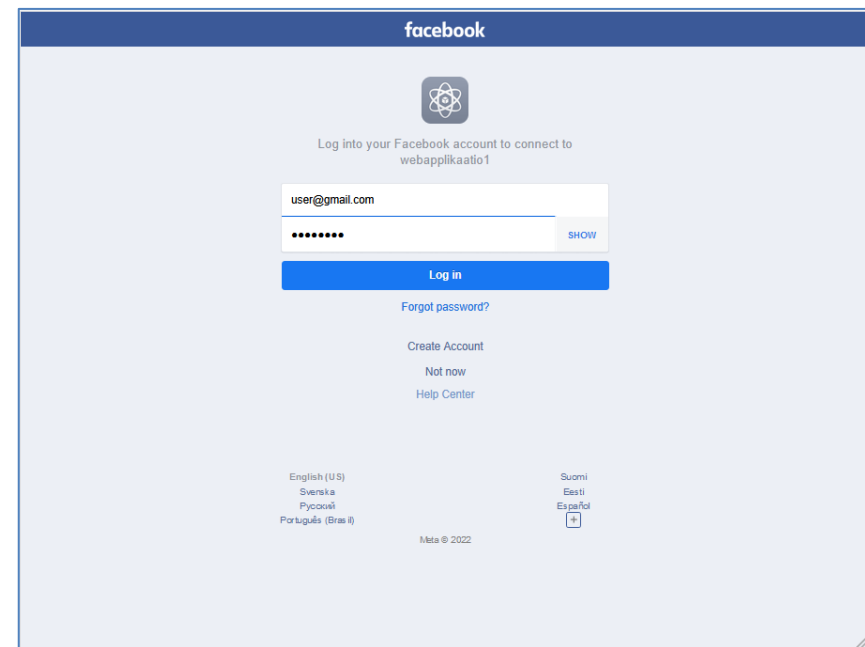 facebook
Log into your Facebook account to connect to
webapplikaatio1
user@gmail.com
••••••••
SHOW
Log in
Forgot password?
Create Account
Not now
Help Center
English (US)
Suomi
Svenska
Eesti
Русский
Español
Português (Brasil)
Meta © 2022